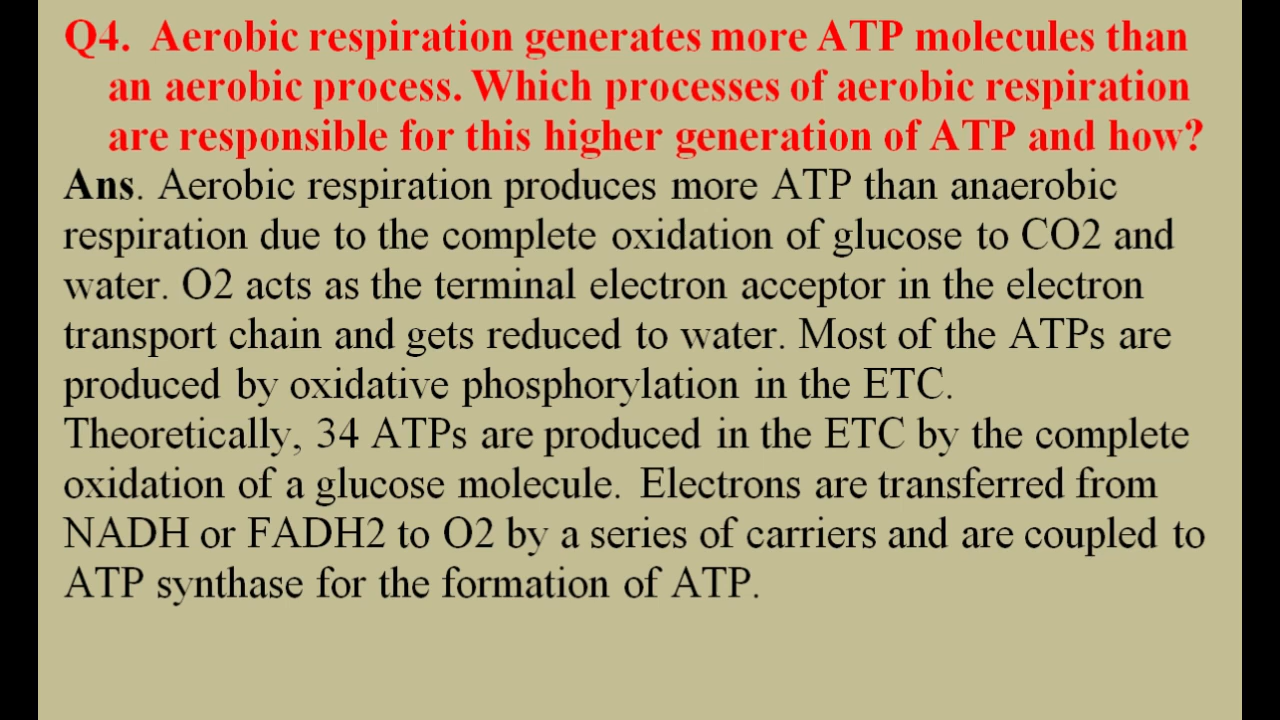 Q4. Aerobic respiration generates more ATP molecules than
an aerobic process. Which processes of aerobic respiration
are responsible for this higher generation of ATP and how?
Ans. Aerobic respiration produces more ATP than anaerobic
respiration due to the complete oxidation of glucose to CO2 and
water. O2 acts as the terminal electron acceptor in the electron
transport chain and gets reduced to water. Most of the ATPs are
produced by oxidative phosphorylation in the ETC.
Theoretically, 34 ATPs are produced in the ETC by the complete
oxidation of a glucose molecule. Electrons are transferred from
NADH or FADH2 to O2 by a series of carriers and are coupled to
ATP synthase for the formation of ATP.